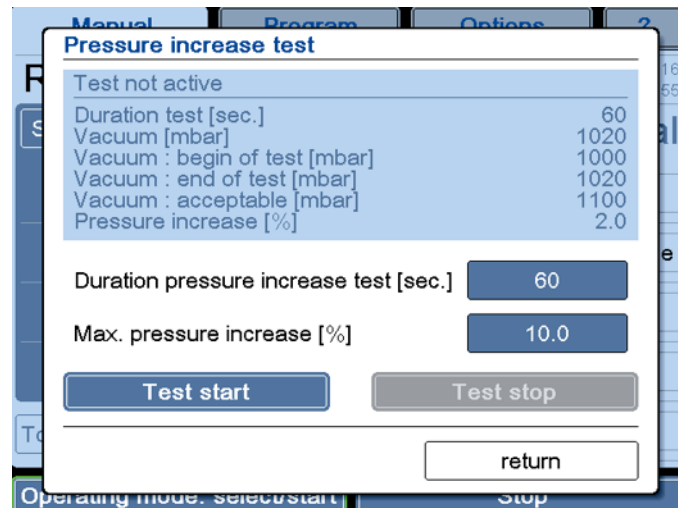 Manual Program Options ?
Pressure increase test
Test not active
Duration test [sec.] 60
Vacuum [mbar] 1020
Vacuum : begin of test [mbar] 1000
Vacuum : end of test [mbar] 1020
Vacuum : acceptable [mbar] 1100
Pressure increase [%] 2.0
Duration pressure increase test [sec.] 60
Max. pressure increase [%] 10.0
Test start Test stop
return
Operating mode: select/start Stop